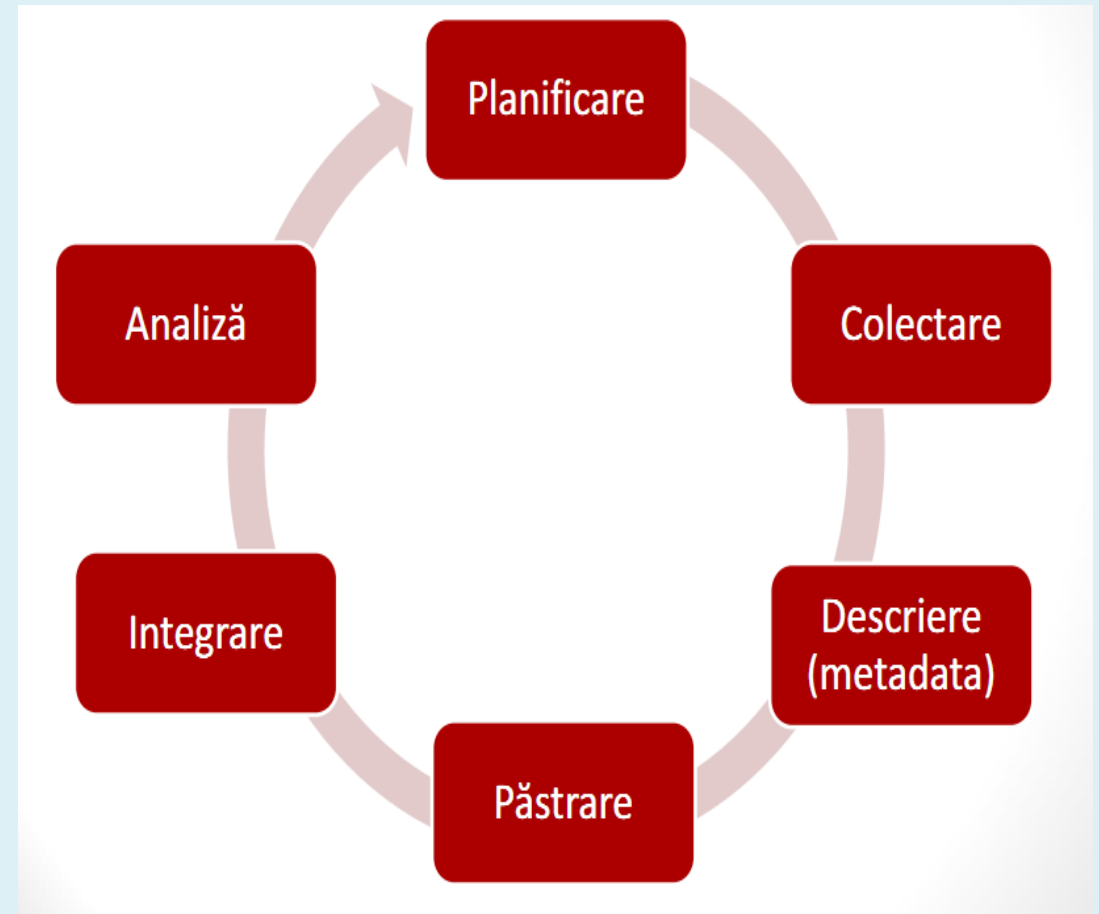 Planificare
Colectare
Descriere
(metadata)
Păstrare
Integrare
Analiză